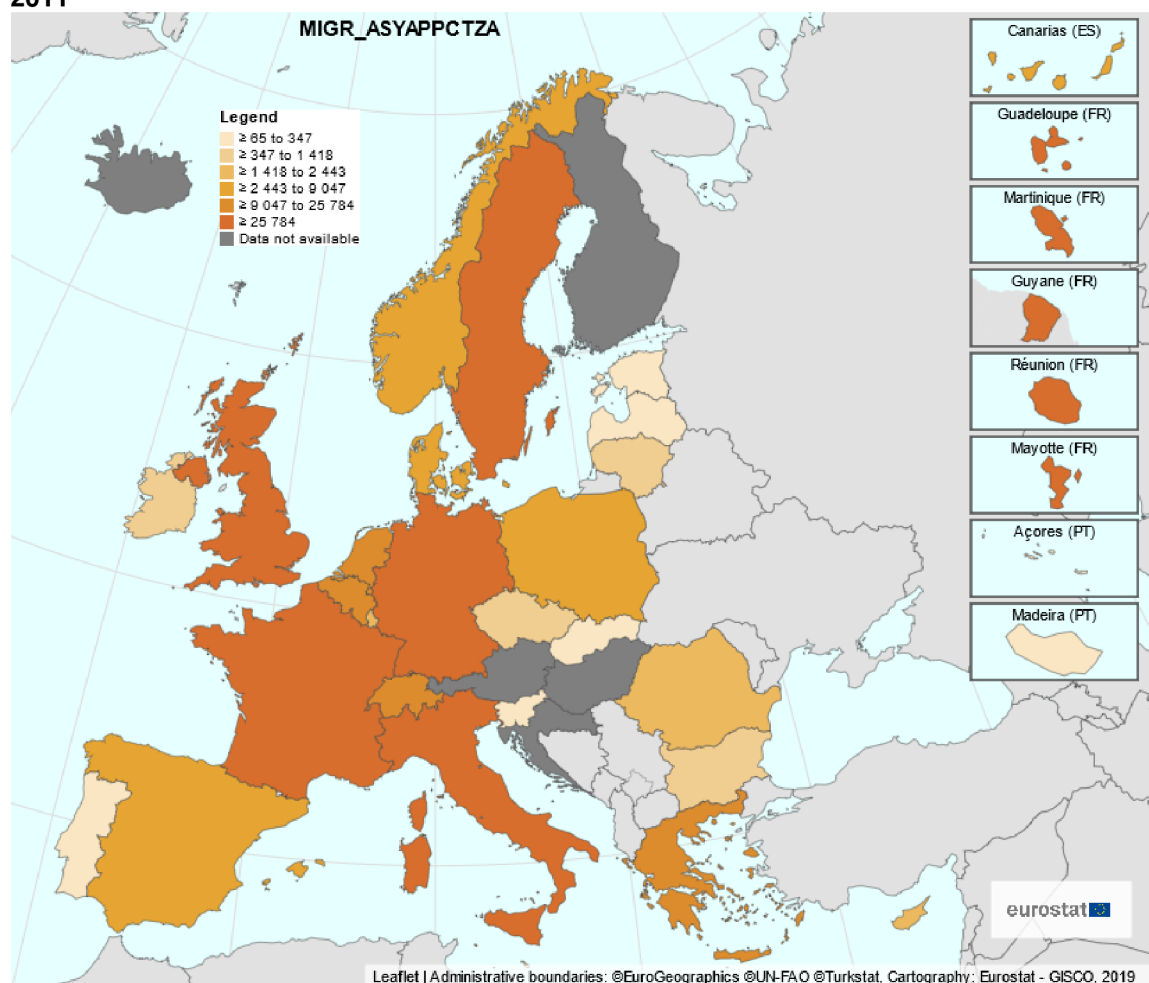 MIGR_ASYAPPCTZA
Legend
≥ 65 to 347
≥ 347 to 1 418
≥ 1 418 to 2 443
≥ 2 443 to 9 047
≥ 9 047 to 25 784
≥ 25 784
Data not available
Canarias (ES)
Guadeloupe (FR)
Martinique (FR)
Guyane (FR)
Réunion (FR)
Mayotte (FR)
Açores (PT)
Madeira (PT)
eurostat
Leaflet | Administrative boundaries: ©EuroGeographics ©UN-FAO ©Turkstat, Cartography: Eurostat - GISCO, 2019